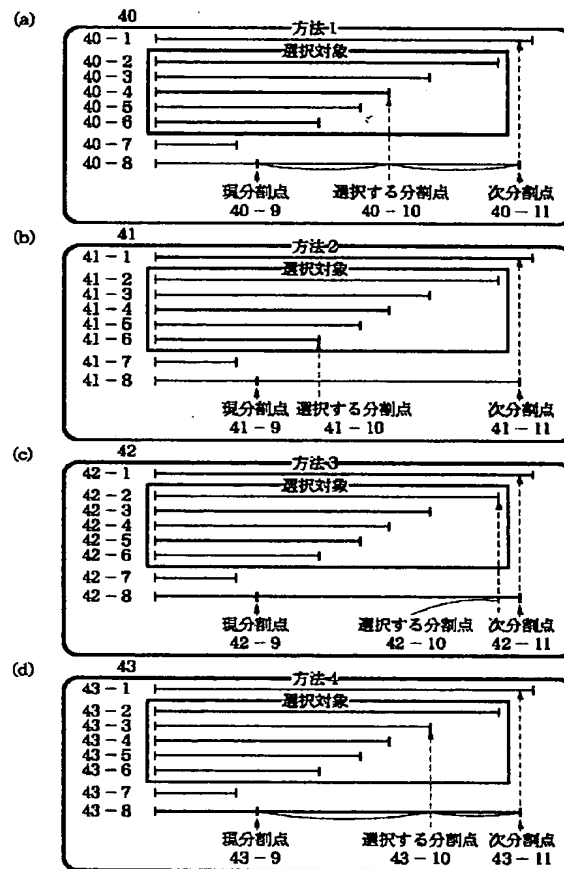 (a) 40
方法1
40-1
選択対象
40-2
40-3
40-4
40-5
40-6
40-7
40-8
現分割点 選択する分割点 次分割点
40-9 40-10 40-11
(b) 41
方法2
41-1
選択対象
41-2
41-3
41-4
41-5
41-6
41-7
41-8
現分割点 選択する分割点 次分割点
41-9 41-10 41-11
(c) 42
方法3
42-1
選択対象
42-2
42-3
42-4
42-5
42-6
42-7
42-8
現分割点 選択する分割点 次分割点
42-9 42-10 42-11
(d) 43
方法4
43-1
選択対象
43-2
43-3
43-4
43-5
43-6
43-7
43-8
現分割点 選択する分割点 次分割点
43-9 43-10 43-11